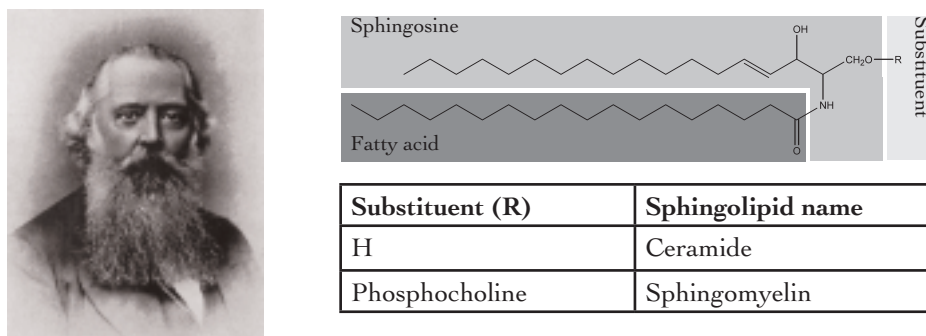 Sphingosine
OH
CH₂O—R
NH
O
Fatty acid
Substituent
Substituent (R) Sphingolipid name
H Ceramide
Phosphocholine Sphingomyelin